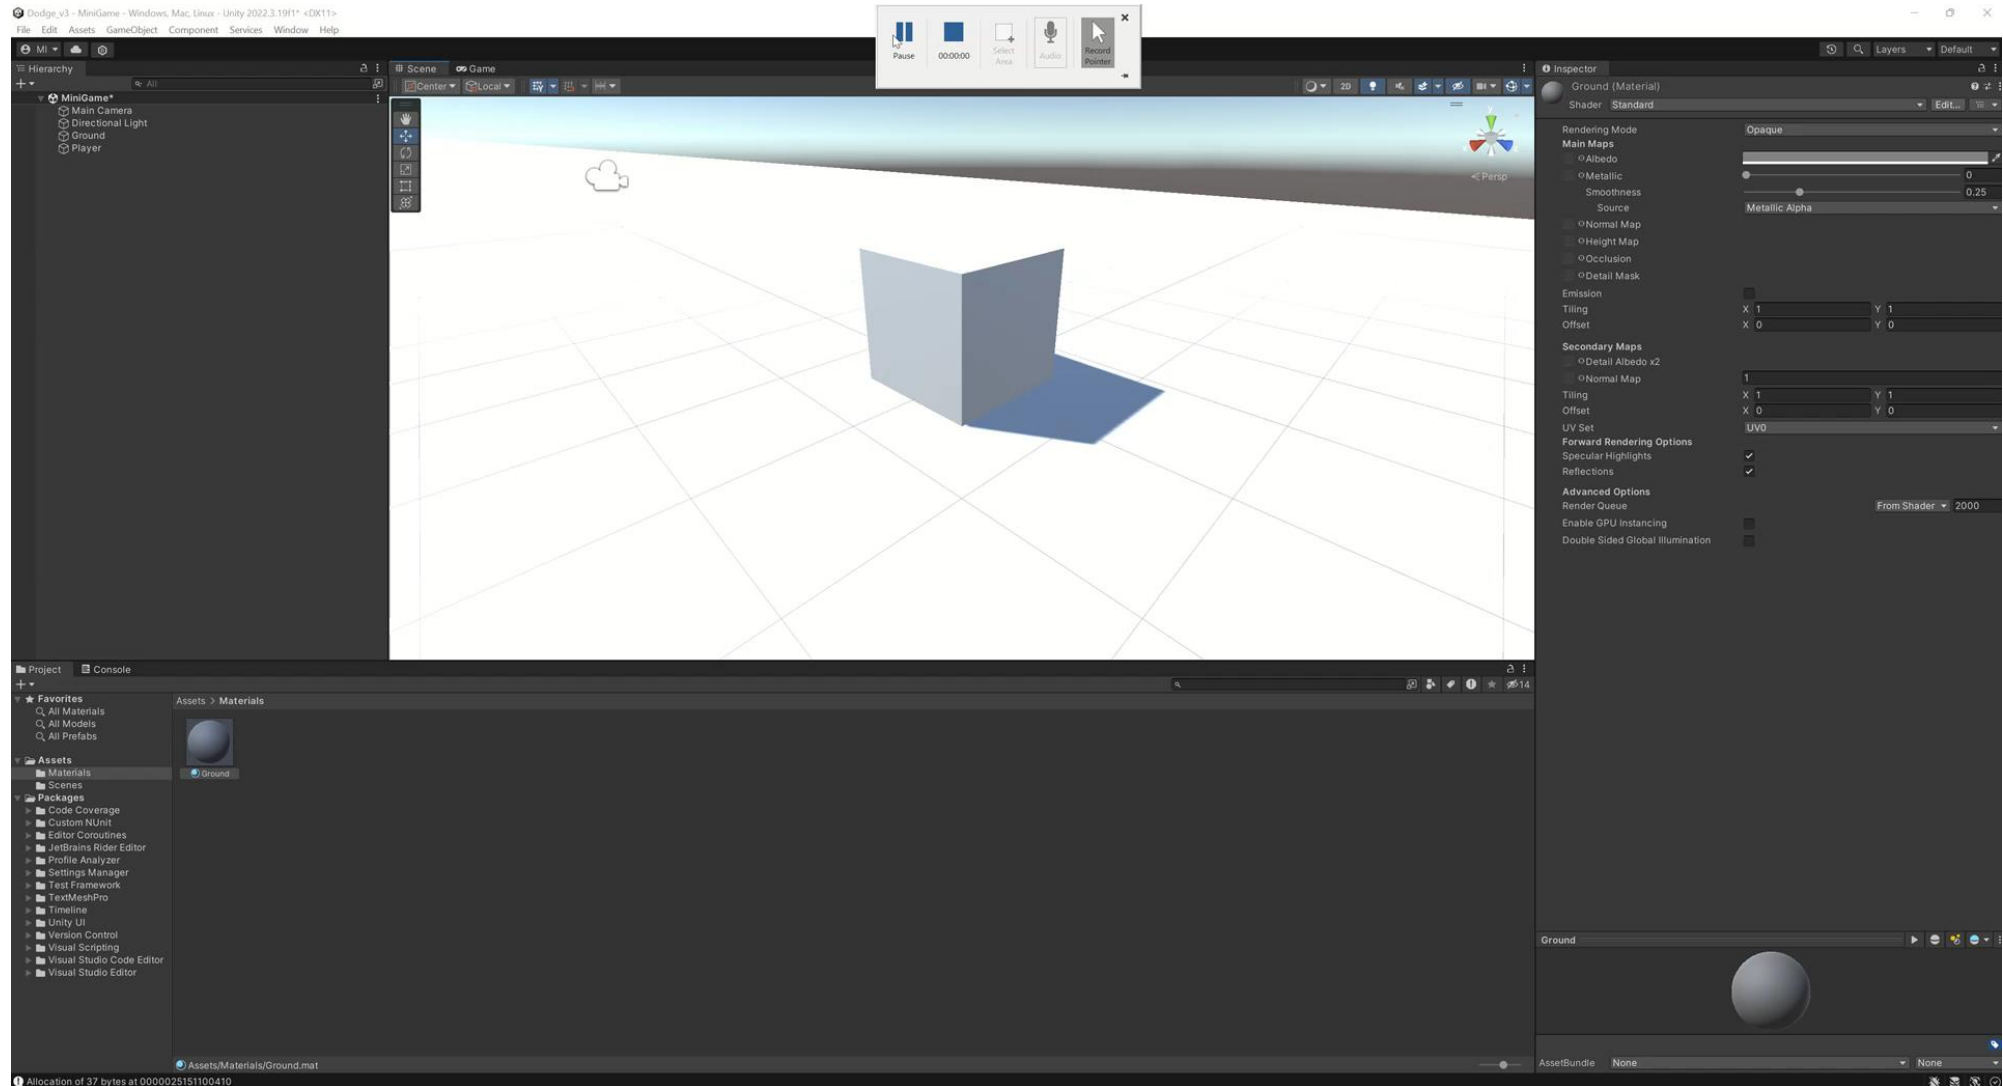 Dodge_v3 - MiniGame - Windows, Mac, Linux - Unity 2022.3.19f1* <DX11>
File Edit Assets GameObject Component Services Window Help
Pause
00:00:00
Select Area
Audio
Record Pointer
MI
Layers
Default
Hierarchy
All
MiniGame*
Main Camera
Directional Light
Ground
Player
Scene Game
Center Local
2D
y
Persp
Inspector
Ground (Material)
Shader Standard Edit...
Rendering Mode Opaque
Main Maps
Albedo
Metallic 0
Smoothness 0.25
Source Metallic Alpha
Normal Map
Height Map
Occlusion
Detail Mask
Emission
Tiling X 1 Y 1
Offset X 0 Y 0
Secondary Maps
Detail Albedo x2
Normal Map 1
Tiling X 1 Y 1
Offset X 0 Y 0
UV Set UV0
Forward Rendering Options
Specular Highlights
Reflections
Advanced Options
Render Queue From Shader 2000
Enable GPU Instancing
Double Sided Global Illumination
Project Console
14
Favorites
All Materials
All Models
All Prefabs
Assets
Materials
Scenes
Packages
Code Coverage
Custom NUnit
Editor Coroutines
JetBrains Rider Editor
Profile Analyzer
Settings Manager
Test Framework
TextMeshPro
Timeline
Unity UI
Version Control
Visual Scripting
Visual Studio Code Editor
Visual Studio Editor
Assets > Materials
Ground
Assets/Materials/Ground.mat
Ground
AssetBundle None None
Allocation of 37 bytes at 0000025151100410